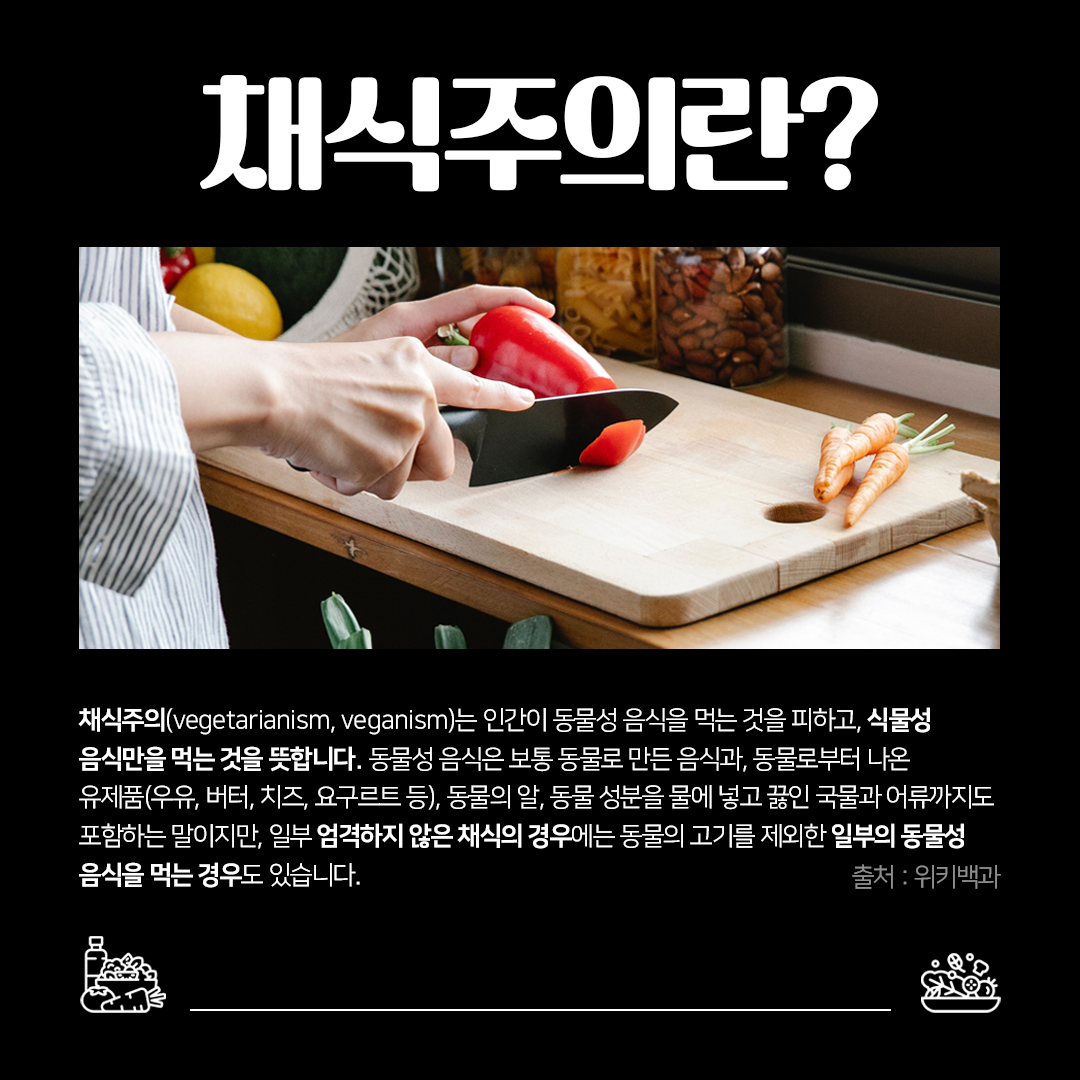 채식주의란?
채식주의(vegetarianism, veganism)는 인간이 동물성 음식을 먹는 것을 피하고, 식물성
음식만을 먹는 것을 뜻합니다. 동물성 음식은 보통 동물로 만든 음식과, 동물로부터 나온
유제품(우유, 버터, 치즈, 요구르트 등), 동물의 알, 동물 성분을 물에 넣고 끓인 국물과 어류까지도
포함하는 말이지만, 일부 엄격하지 않은 채식의 경우에는 동물의 고기를 제외한 일부의 동물성
음식을 먹는 경우도 있습니다.
출처 : 위키백과